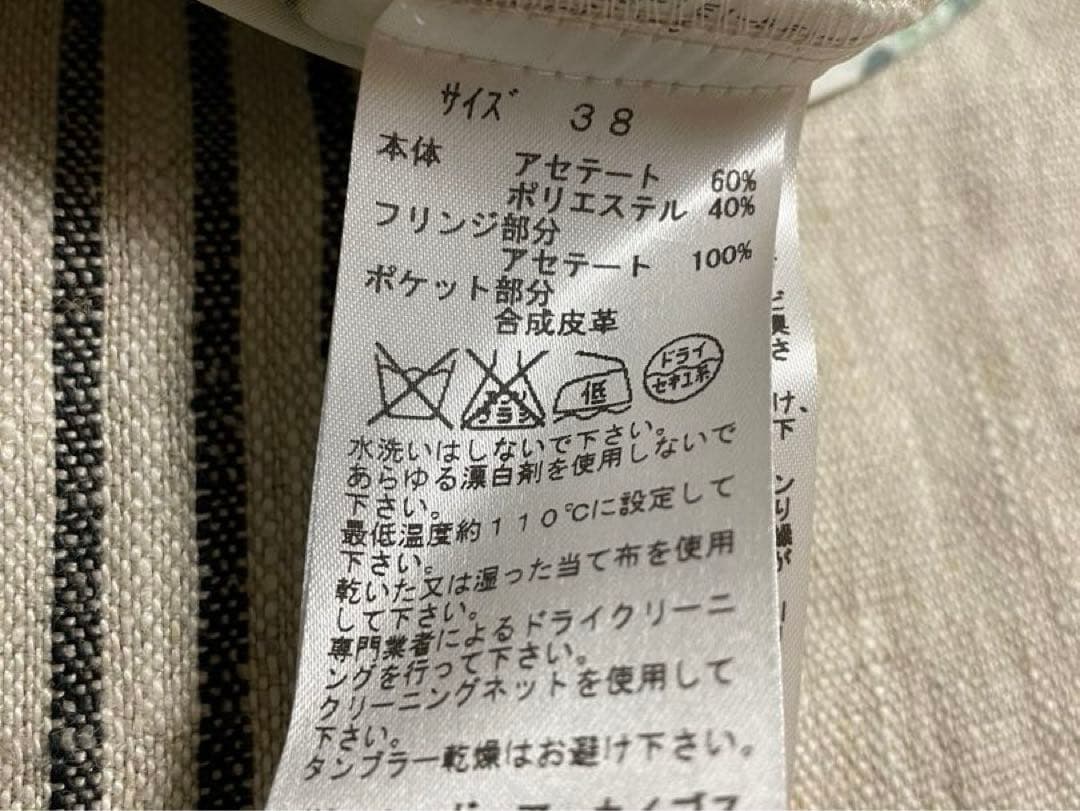 サイズ 38
本体 アセテート 60%
ポリエステル 40%
フリンジ部分
アセテート 100%
ポケット部分
合成皮革
エンソ サラシ 低 ドライ セキユ系
水洗いはしないで下さい。
あらゆる漂白剤を使用しないで
下さい。
最低温度約110℃に設定して
下さい。
乾いた又は湿った当て布を使用
して下さい。
専門業者によるドライクリーニ
ングを行って下さい。
クリーニングネットを使用して
下さい。
タンブラー乾燥はお避け下さい。